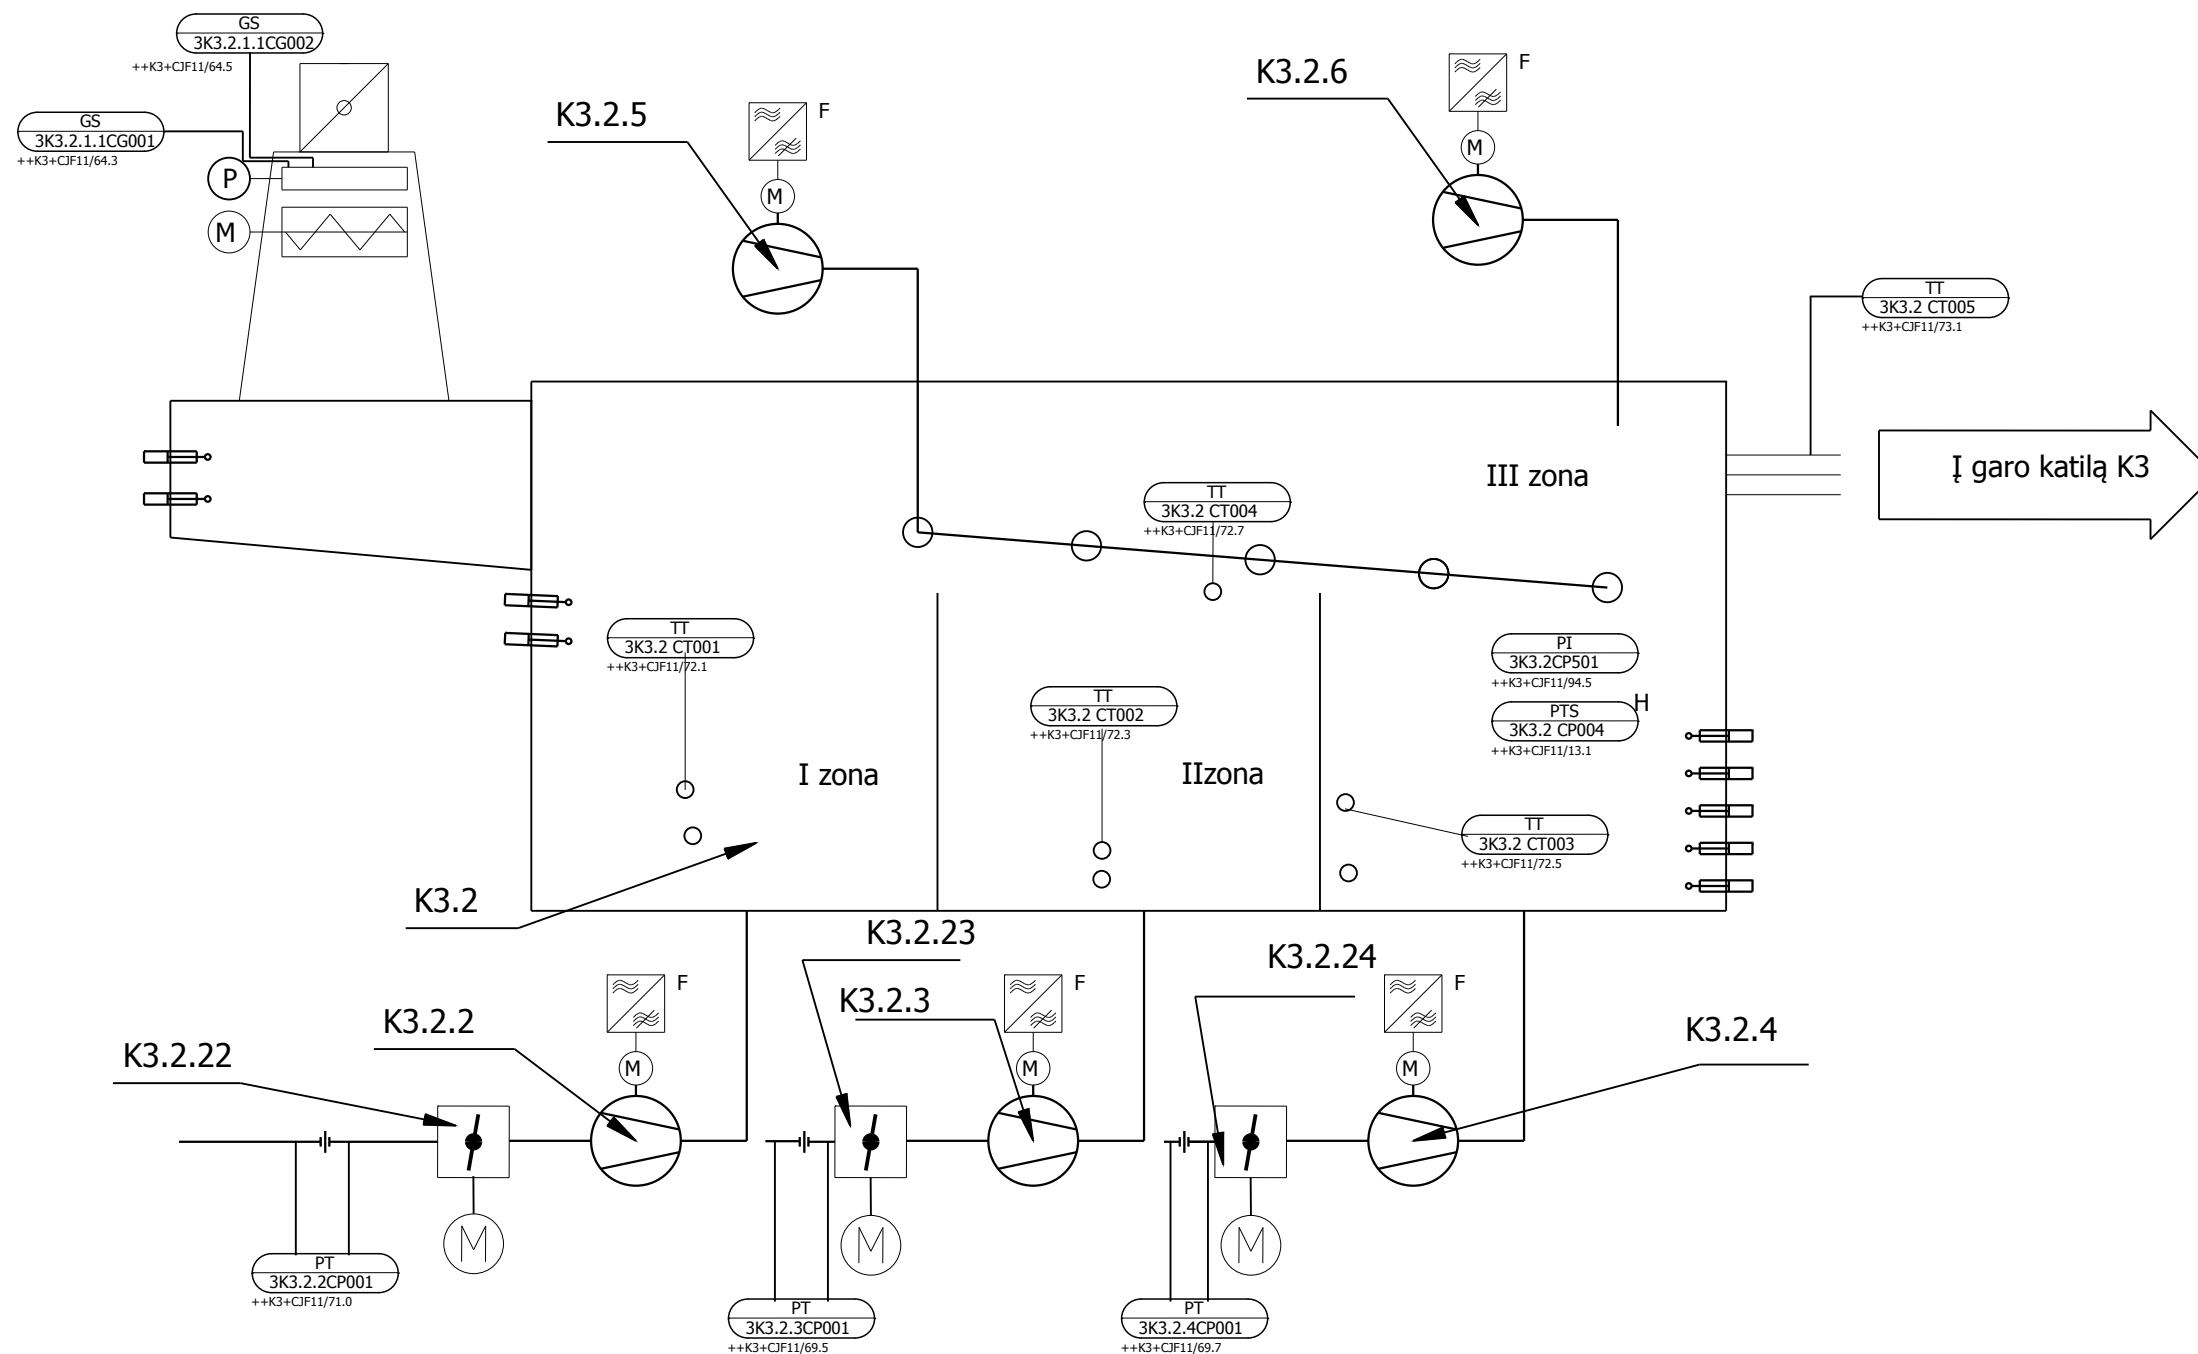 GS
3K3.2.1.1CG002
++K3+CJF11/64.5
GS
3K3.2.1.1CG001
++K3+CJF11/64.3
P
M
K3.2.5
F
M
K3.2.6
F
M
TT
3K3.2 CT005
++K3+CJF11/73.1
Į garo katilą K3
III zona
TT
3K3.2 CT004
++K3+CJF11/72.7
TT
3K3.2 CT001
++K3+CJF11/72.1
TT
3K3.2 CT002
++K3+CJF11/72.3
PI
3K3.2CP501
++K3+CJF11/94.5
H
PTS
3K3.2 CP004
++K3+CJF11/13.1
I zona
IIzona
TT
3K3.2 CT003
++K3+CJF11/72.5
K3.2
K3.2.23
K3.2.24
K3.2.22
K3.2.2
F
M
K3.2.3
F
M
F
M
K3.2.4
M
M
M
PT
3K3.2.2CP001
++K3+CJF11/71.0
PT
3K3.2.3CP001
++K3+CJF11/69.5
PT
3K3.2.4CP001
++K3+CJF11/69.7